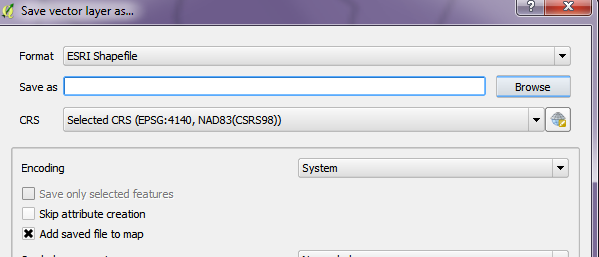 Save vector layer as...
Format ESRI Shapefile
Save as Browse
CRS Selected CRS (EPSG:4140, NAD83(CSRS98))
Encoding System
Save only selected features
Skip attribute creation
Add saved file to map